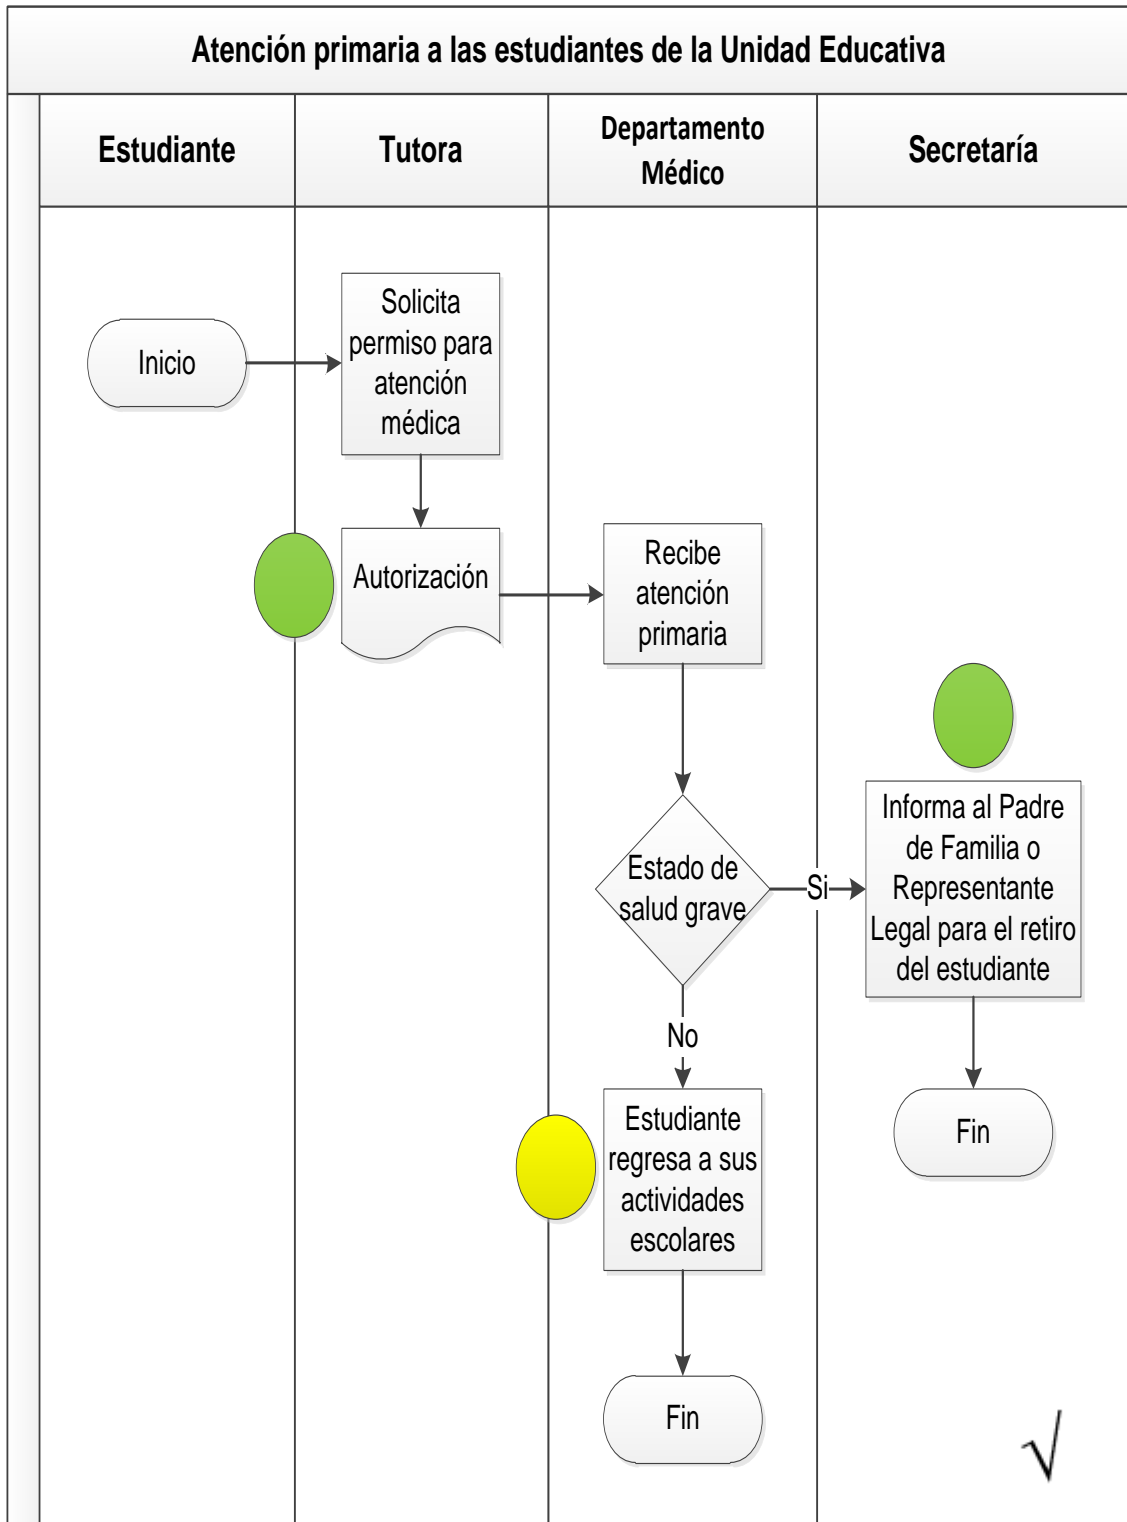 Atención primaria a las estudiantes de la Unidad Educativa
Estudiante
Tutora
Departamento
Médico
Secretaría
Inicio
Solicita
permiso para
atención
médica
Autorización
Recibe
atención
primaria
Estado de
salud grave
Si
Informa al Padre
de Familia o
Representante
Legal para el retiro
del estudiante
No
Estudiante
regresa a sus
actividades
escolares
Fin
Fin
√